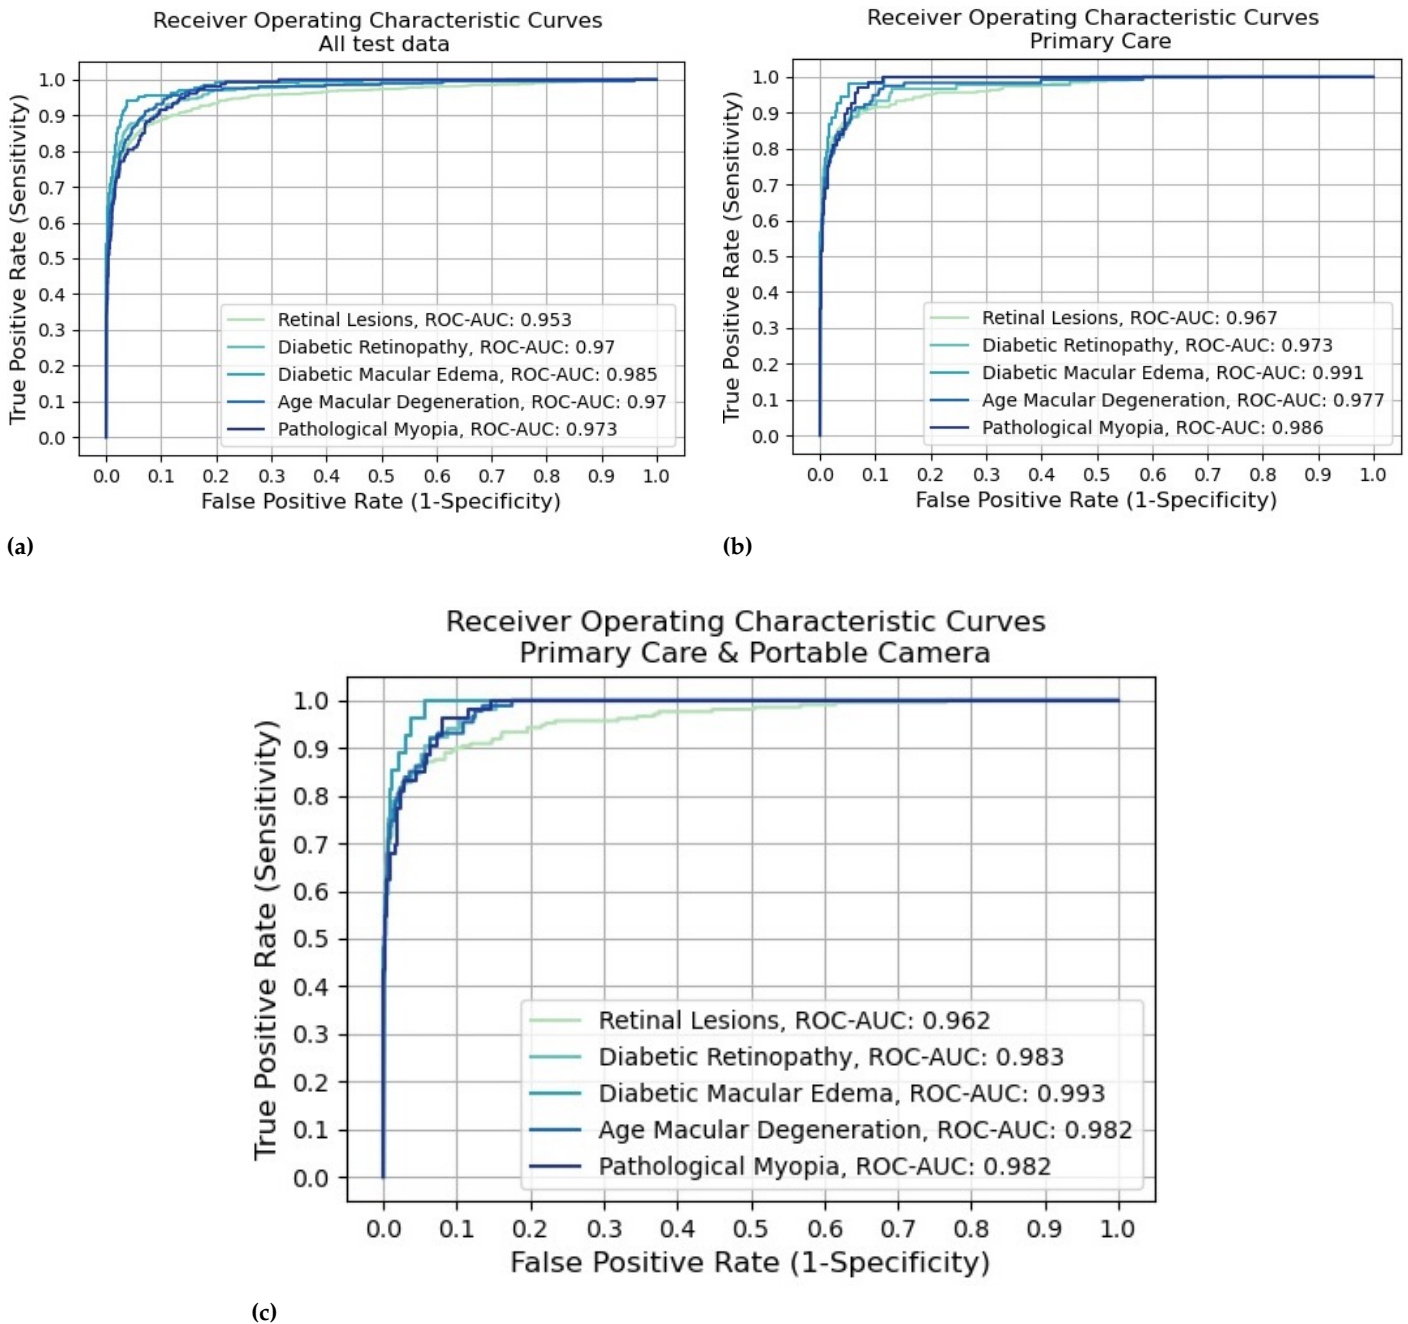 Receiver Operating Characteristic Curves
All test data
True Positive Rate (Sensitivity)
1.0
0.9
0.8
0.7
0.6
0.5
0.4
0.3
0.2
0.1
0.0
Retinal Lesions, ROC-AUC: 0.953
Diabetic Retinopathy, ROC-AUC: 0.97
Diabetic Macular Edema, ROC-AUC: 0.985
Age Macular Degeneration, ROC-AUC: 0.97
Pathological Myopia, ROC-AUC: 0.973
0.0 0.1 0.2 0.3 0.4 0.5 0.6 0.7 0.8 0.9 1.0
False Positive Rate (1-Specificity)
(a)
Receiver Operating Characteristic Curves
Primary Care
True Positive Rate (Sensitivity)
1.0
0.9
0.8
0.7
0.6
0.5
0.4
0.3
0.2
0.1
0.0
Retinal Lesions, ROC-AUC: 0.967
Diabetic Retinopathy, ROC-AUC: 0.973
Diabetic Macular Edema, ROC-AUC: 0.991
Age Macular Degeneration, ROC-AUC: 0.977
Pathological Myopia, ROC-AUC: 0.986
0.0 0.1 0.2 0.3 0.4 0.5 0.6 0.7 0.8 0.9 1.0
False Positive Rate (1-Specificity)
(b)
Receiver Operating Characteristic Curves
Primary Care & Portable Camera
True Positive Rate (Sensitivity)
1.0
0.9
0.8
0.7
0.6
0.5
0.4
0.3
0.2
0.1
0.0
Retinal Lesions, ROC-AUC: 0.962
Diabetic Retinopathy, ROC-AUC: 0.983
Diabetic Macular Edema, ROC-AUC: 0.993
Age Macular Degeneration, ROC-AUC: 0.982
Pathological Myopia, ROC-AUC: 0.982
0.0 0.1 0.2 0.3 0.4 0.5 0.6 0.7 0.8 0.9 1.0
False Positive Rate (1-Specificity)
(c)